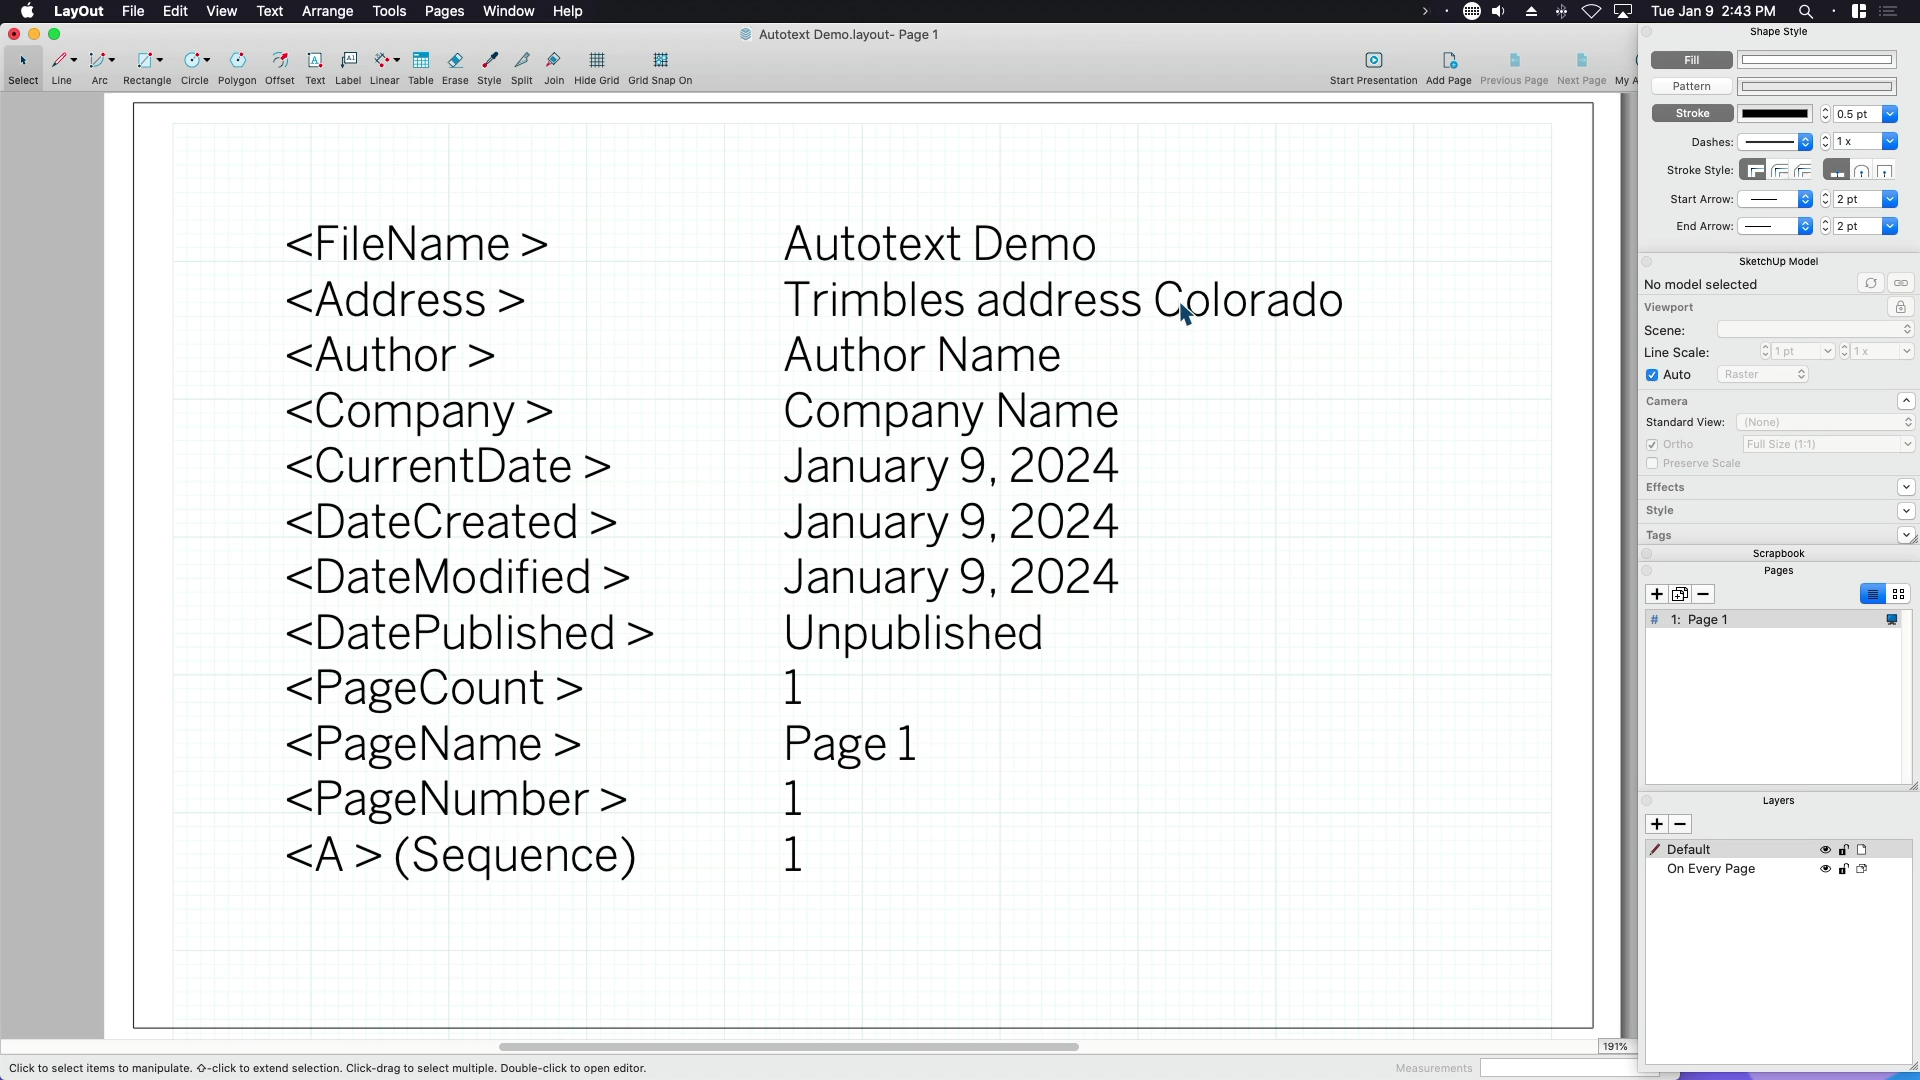 LayOut File Edit View Text Arrange Tools Pages Window Help
Tue Jan 9 2:43 PM
Autotext Demo.layout- Page 1
Select Line Arc Rectangle Circle Polygon Offset Text Label Linear Table Erase Style Split Join Hide Grid Grid Snap On
Start Presentation Add Page Previous Page Next Page My A
<FileName > Autotext Demo
<Address > Trimbles address Colorado
<Author > Author Name
<Company > Company Name
<CurrentDate > January 9, 2024
<DateCreated > January 9, 2024
<DateModified > January 9, 2024
<DatePublished > Unpublished
<PageCount > 1
<PageName > Page 1
<PageNumber > 1
<A > (Sequence) 1
Shape Style
Fill
Pattern
Stroke 0.5 pt
Dashes: 1 x
Stroke Style:
Start Arrow: 2 pt
End Arrow: 2 pt
SketchUp Model
No model selected
Viewport
Scene:
Line Scale: 1 pt 1 x
Auto Raster
Camera
Standard View: (None)
Ortho Full Size (1:1)
Preserve Scale
Effects
Style
Tags
Scrapbook
Pages
# 1: Page 1
Layers
Default
On Every Page
191%
Click to select items to manipulate. ⇧-click to extend selection. Click-drag to select multiple. Double-click to open editor.
Measurements